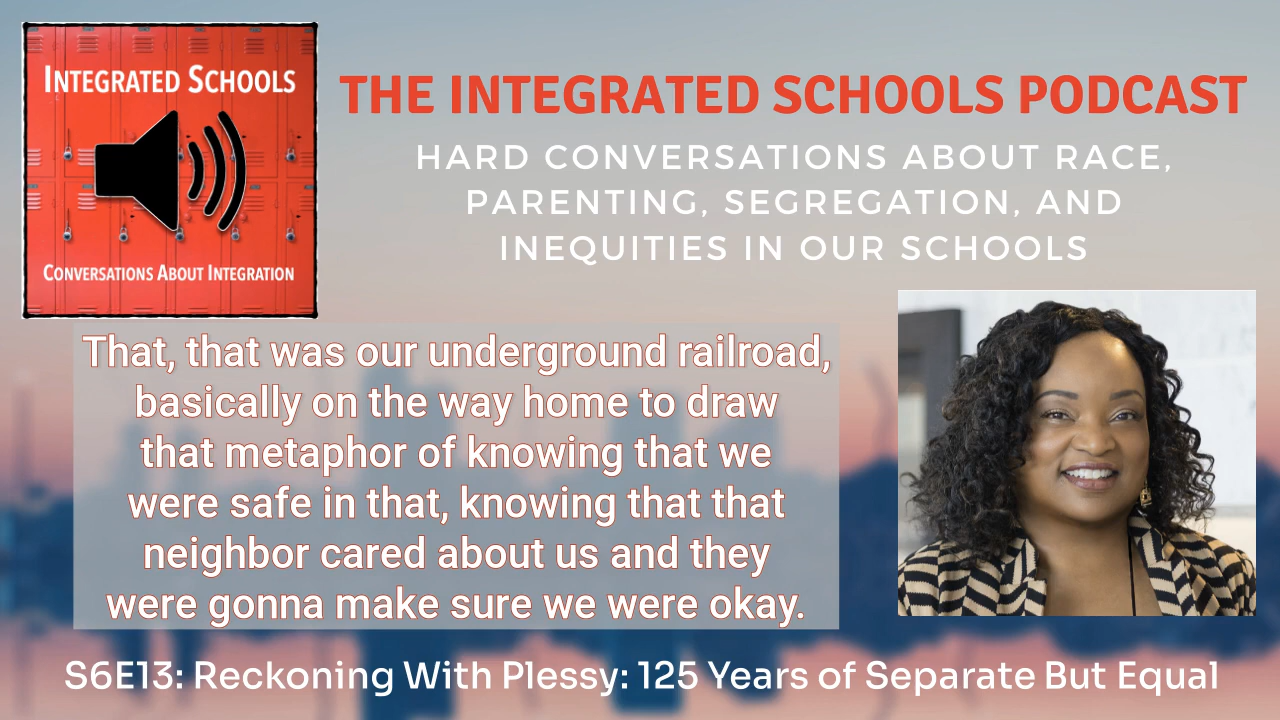 INTEGRATED SCHOOLS
CONVERSATIONS ABOUT INTEGRATION
THE INTEGRATED SCHOOLS PODCAST
HARD CONVERSATIONS ABOUT RACE,
PARENTING, SEGREGATION, AND
INEQUITIES IN OUR SCHOOLS
That, that was our underground railroad,
basically on the way home to draw
that metaphor of knowing that we
were safe in that, knowing that that
neighbor cared about us and they
were gonna make sure we were okay.
S6E13: Reckoning With Plessy: 125 Years of Separate But Equal